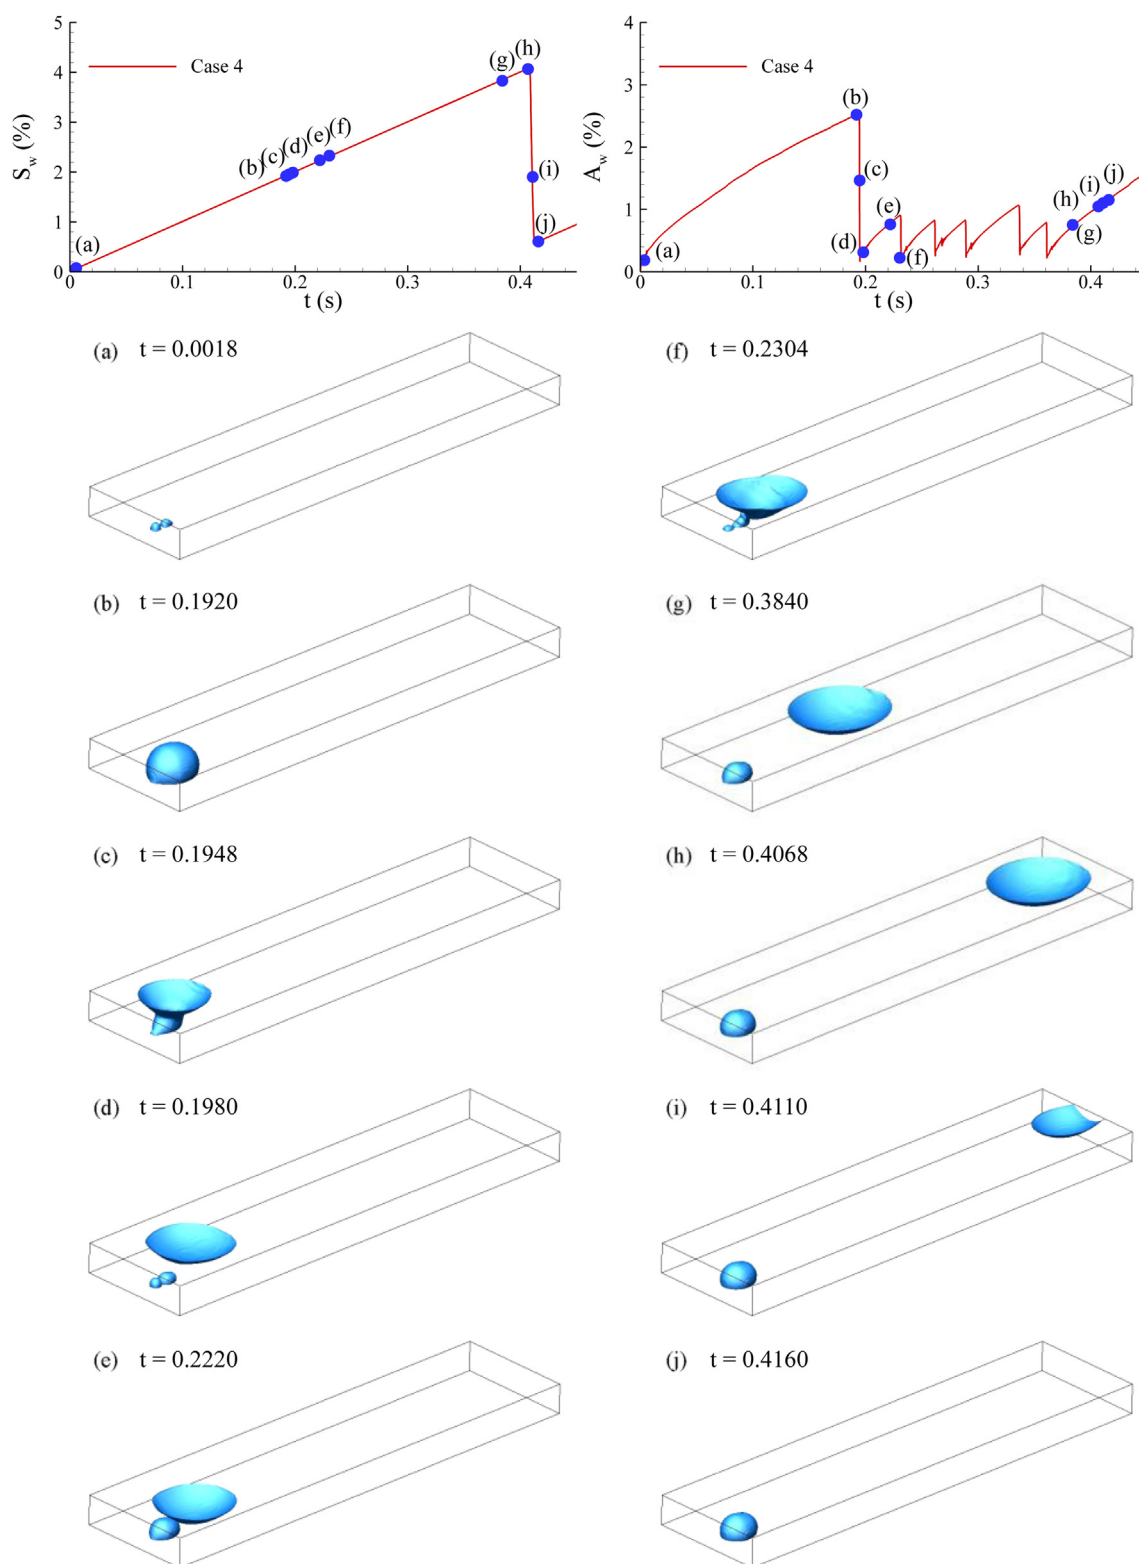 5
4
3
2
1
0
0
0.1
0.2
0.3
0.4
S_w (%)
t (s)
Case 4
(a)
(b)
(c)
(d)
(e)
(f)
(g)
(h)
(i)
(j)
4
3
2
1
0
0
0.1
0.2
0.3
0.4
A_w (%)
t (s)
Case 4
(a)
(b)
(c)
(d)
(e)
(f)
(g)
(h)
(i)
(j)
(a) t = 0.0018
(b) t = 0.1920
(c) t = 0.1948
(d) t = 0.1980
(e) t = 0.2220
(f) t = 0.2304
(g) t = 0.3840
(h) t = 0.4068
(i) t = 0.4110
(j) t = 0.4160